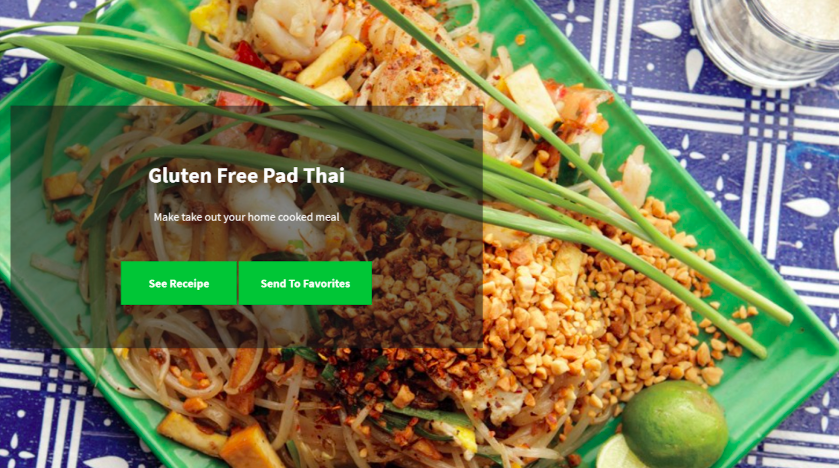 Gluten Free Pad Thai
Make take out your home cooked meal
See Receipe
Send To Favorites